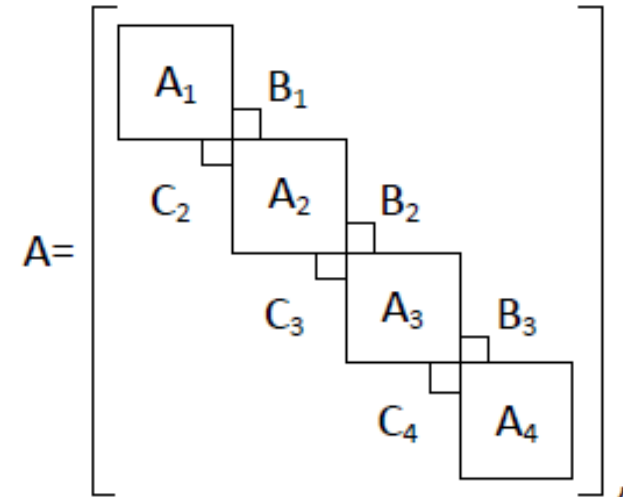 A₁ B₁
C₂ A₂ B₂
A=
C₃ A₃ B₃
C₄ A₄